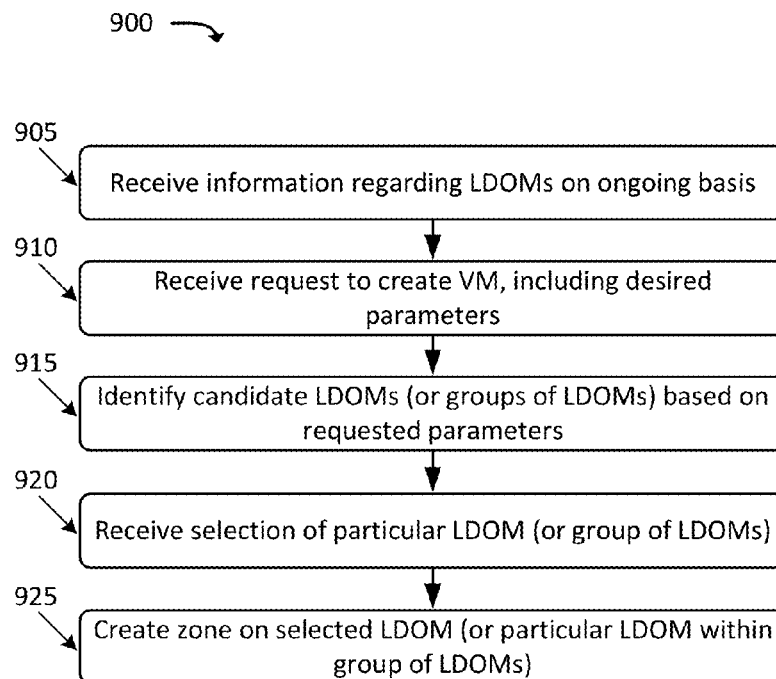 900
905
Receive information regarding LDOMs on ongoing basis
910
Receive request to create VM, including desired
parameters
915
Identify candidate LDOMs (or groups of LDOMs) based on
requested parameters
920
Receive selection of particular LDOM (or group of LDOMs)
925
Create zone on selected LDOM (or particular LDOM within
group of LDOMs)